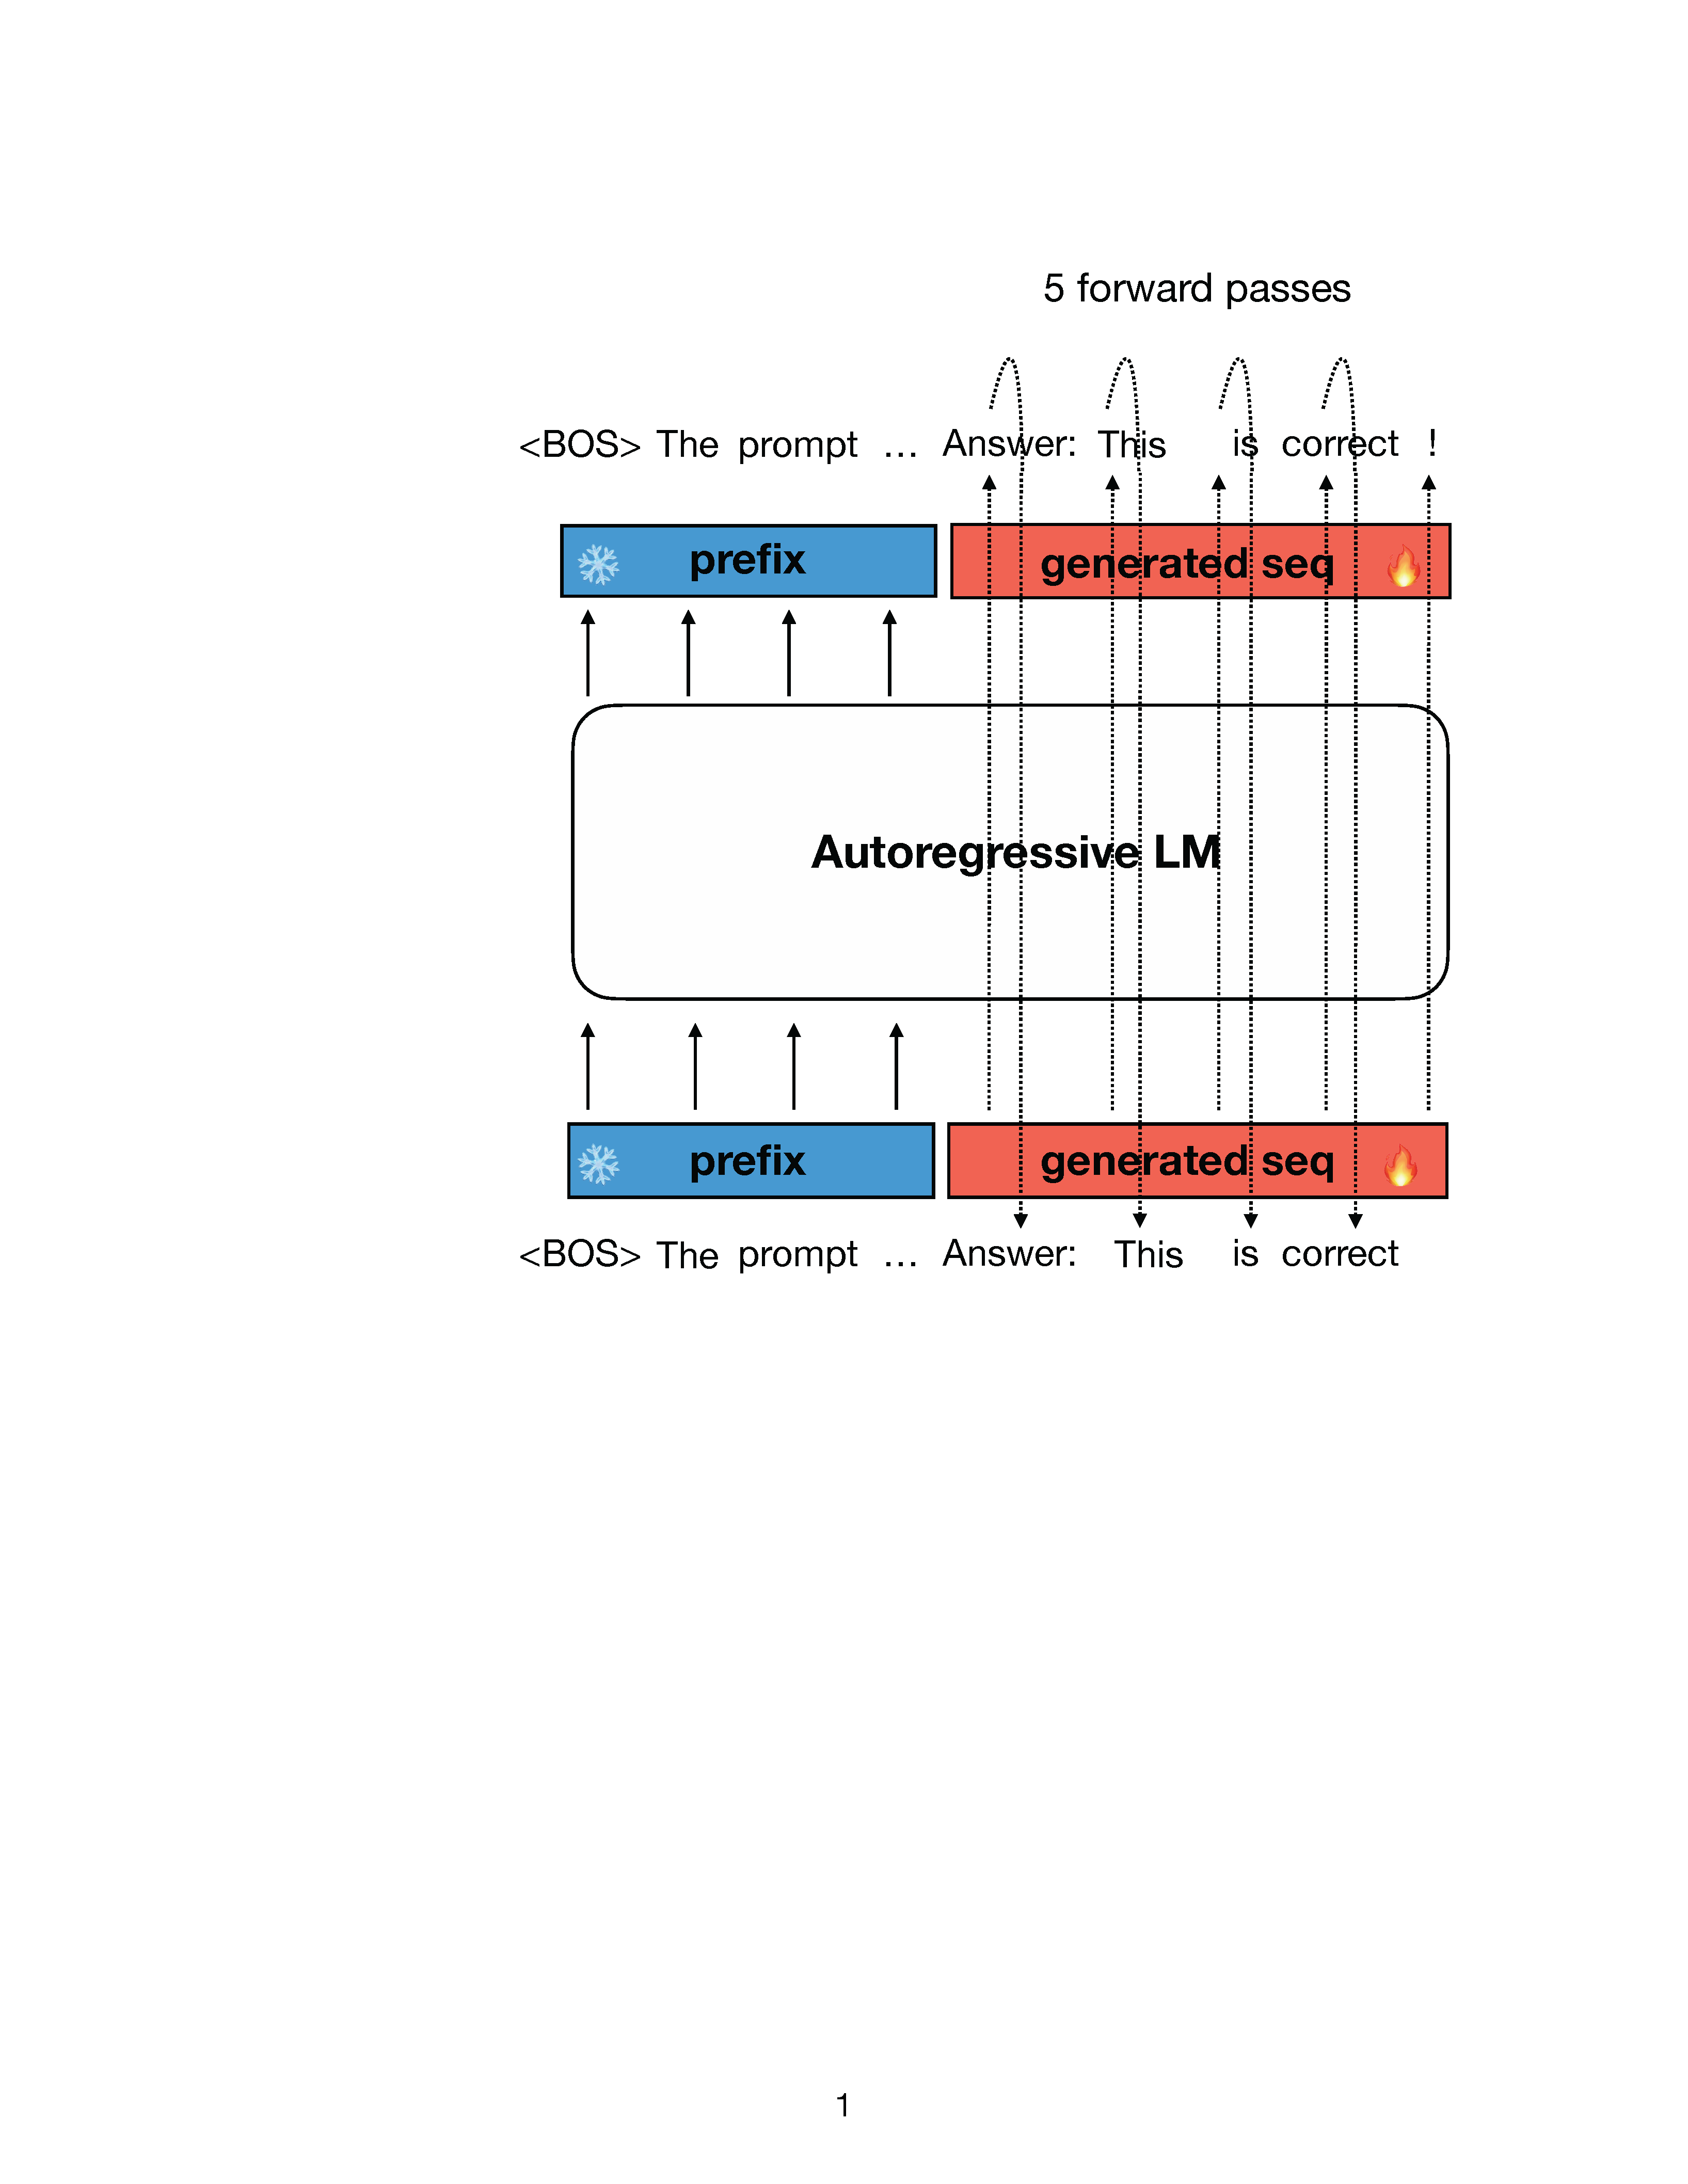 5 forward passes
<BOS> The prompt ... Answer: This is correct !
prefix generated seq
Autoregressive LM
prefix generated seq
<BOS> The prompt ... Answer: This is correct
1